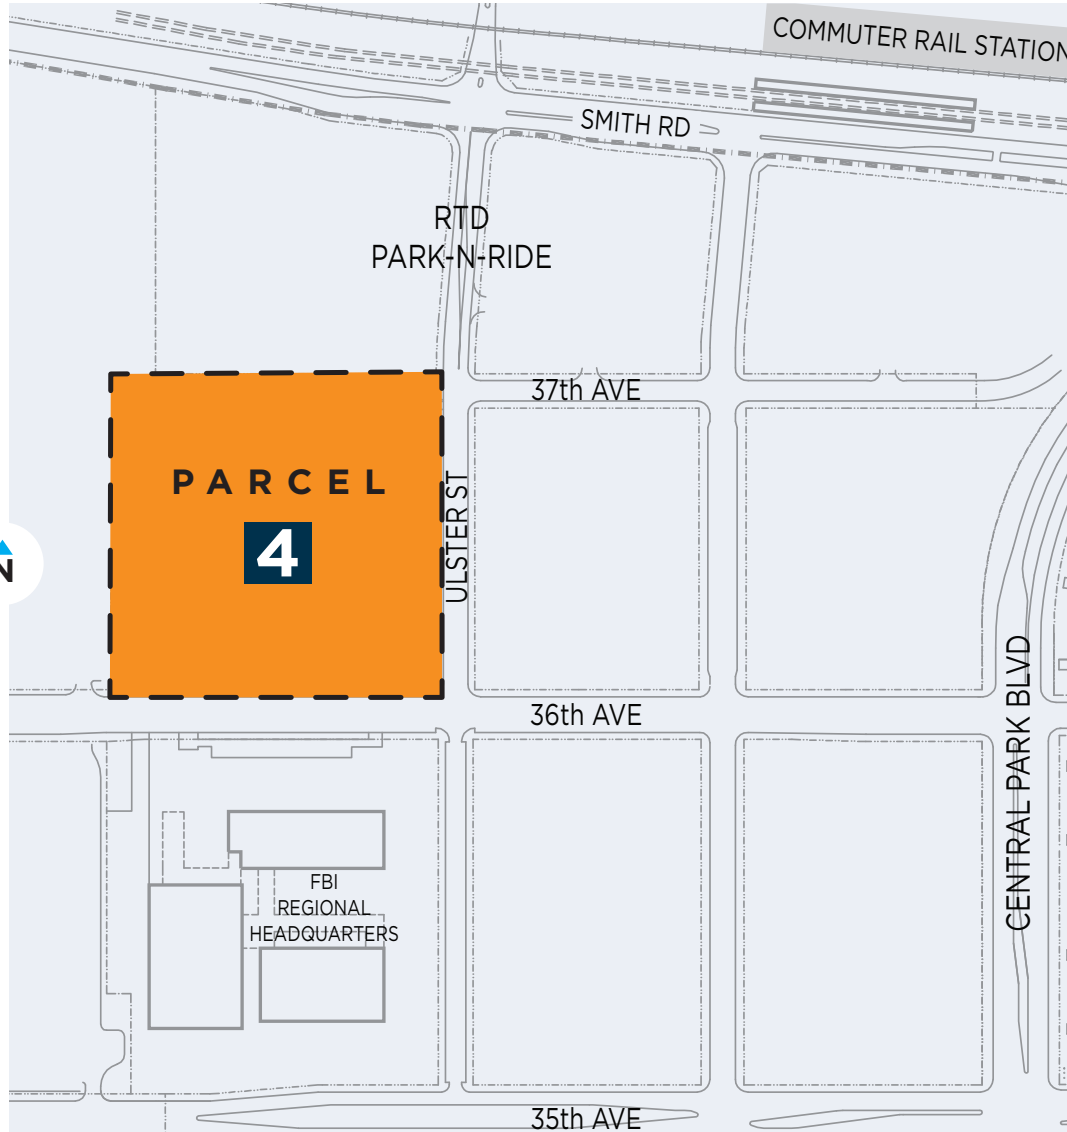 COMMUTER RAIL STATION
SMITH RD
RTD
PARK-N-RIDE
37th AVE
PARCEL
4
ULSTER ST
N
36th AVE
CENTRAL PARK BLVD
FBI
REGIONAL
HEADQUARTERS
35th AVE